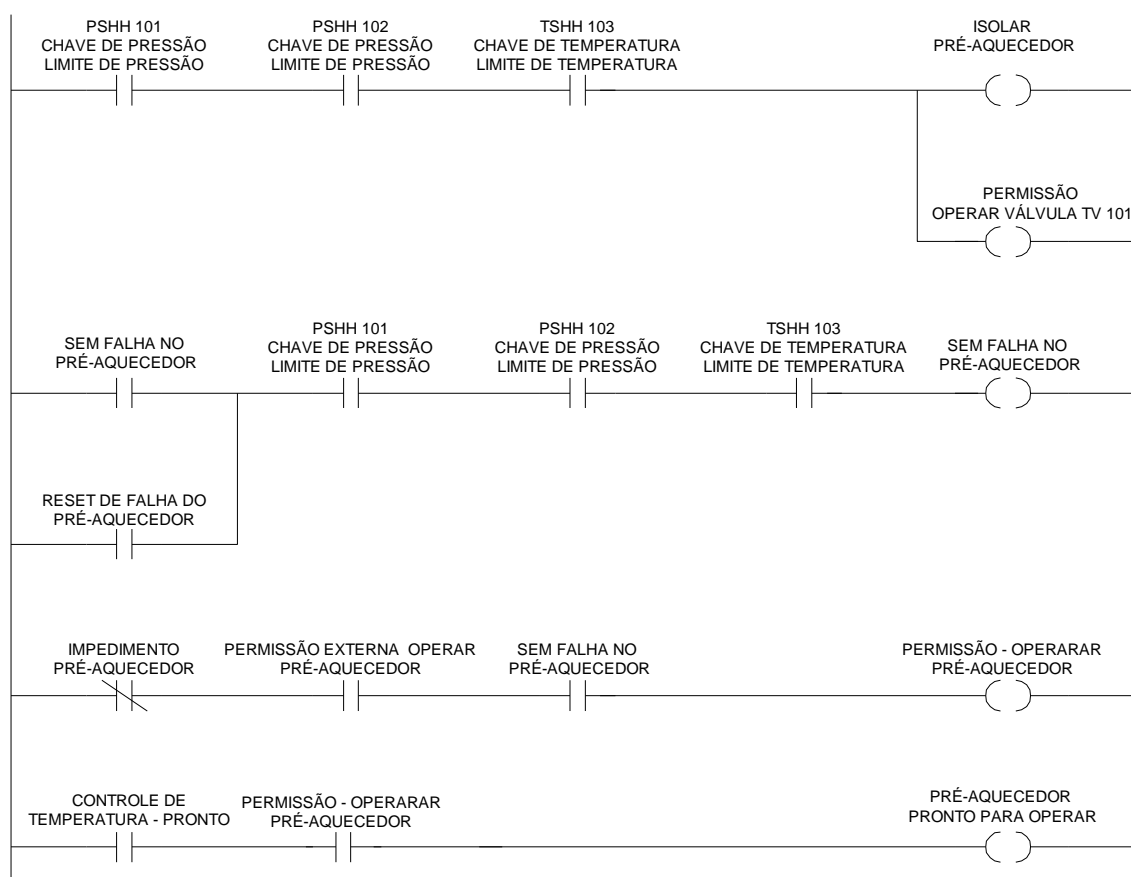 PSHH 101
CHAVE DE PRESSÃO
LIMITE DE PRESSÃO
PSHH 102
CHAVE DE PRESSÃO
LIMITE DE PRESSÃO
TSHH 103
CHAVE DE TEMPERATURA
LIMITE DE TEMPERATURA
ISOLAR
PRÉ-AQUECEDOR
PERMISSÃO
OPERAR VÁLVULA TV 101
SEM FALHA NO
PRÉ-AQUECEDOR
PSHH 101
CHAVE DE PRESSÃO
LIMITE DE PRESSÃO
PSHH 102
CHAVE DE PRESSÃO
LIMITE DE PRESSÃO
TSHH 103
CHAVE DE TEMPERATURA
LIMITE DE TEMPERATURA
SEM FALHA NO
PRÉ-AQUECEDOR
RESET DE FALHA DO
PRÉ-AQUECEDOR
IMPEDIMENTO
PRÉ-AQUECEDOR
PERMISSÃO EXTERNA OPERAR
PRÉ-AQUECEDOR
SEM FALHA NO
PRÉ-AQUECEDOR
PERMISSÃO - OPERARAR
PRÉ-AQUECEDOR
CONTROLE DE
TEMPERATURA - PRONTO
PERMISSÃO - OPERARAR
PRÉ-AQUECEDOR
PRÉ-AQUECEDOR
PRONTO PARA OPERAR